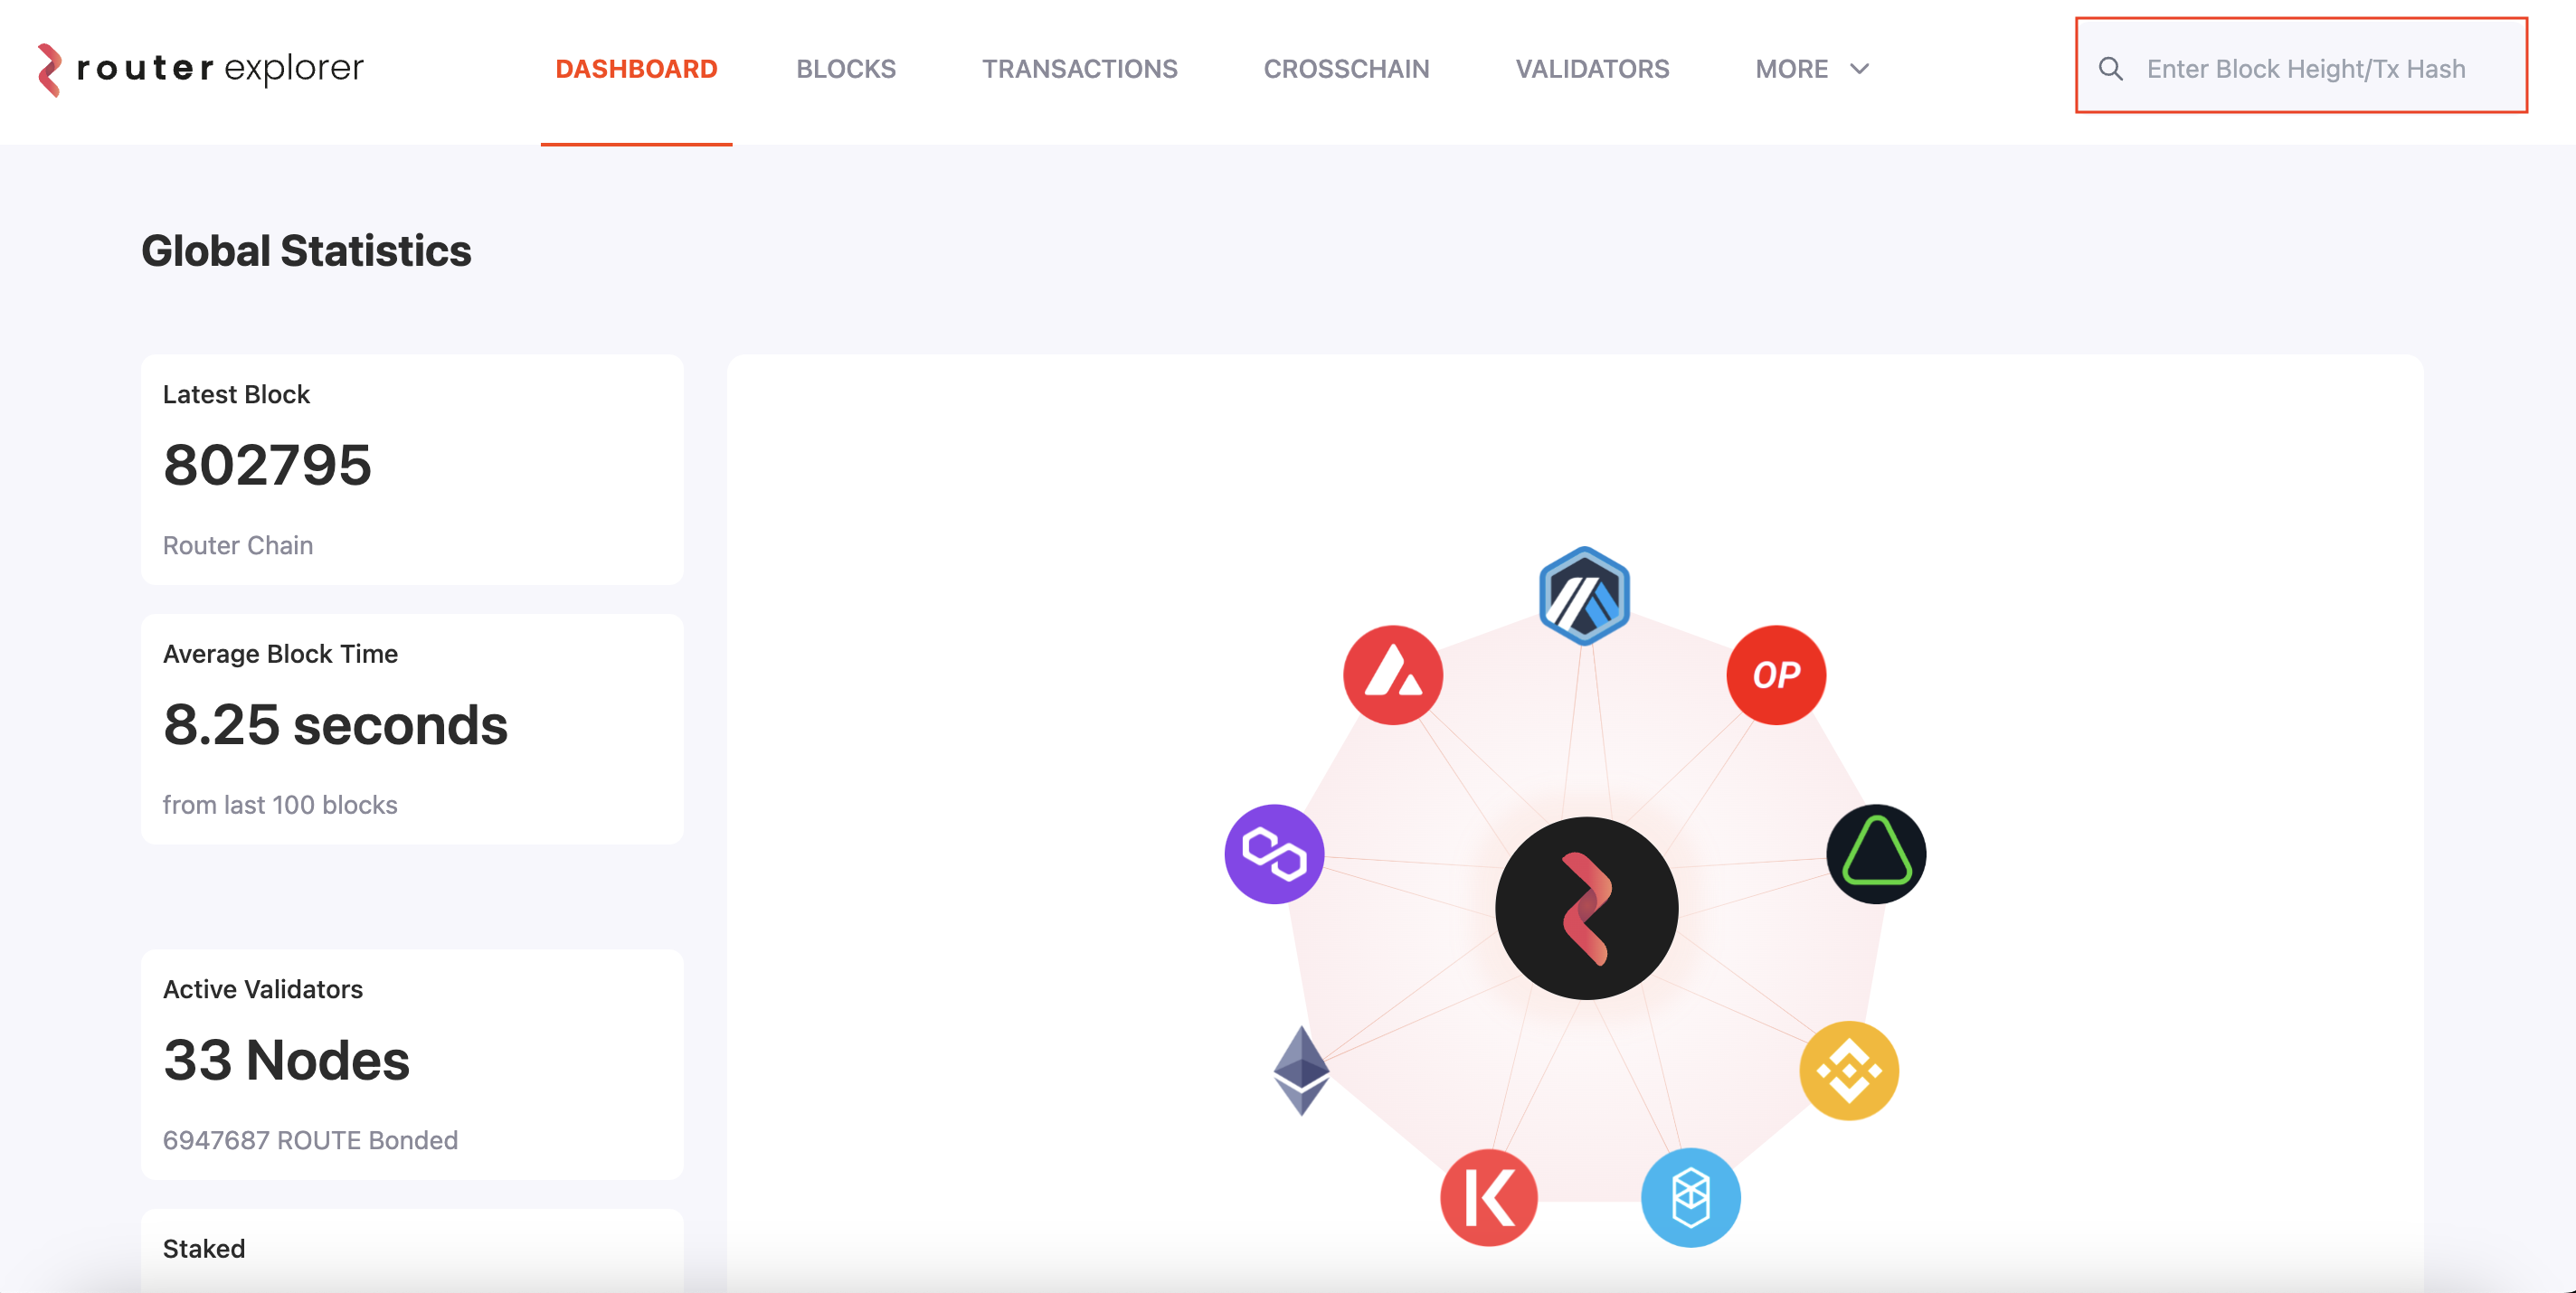 router explorer
DASHBOARD
BLOCKS
TRANSACTIONS
CROSSCHAIN
VALIDATORS
MORE
Enter Block Height/Tx Hash
Global Statistics
Latest Block
802795
Router Chain
Average Block Time
8.25 seconds
from last 100 blocks
Active Validators
33 Nodes
6947687 ROUTE Bonded
Staked
OP